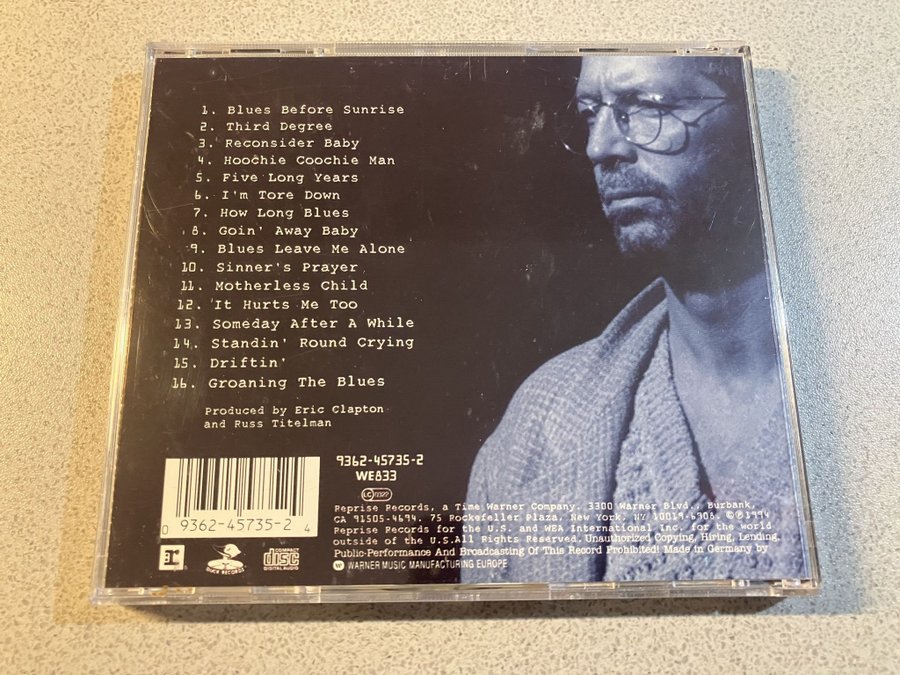 1. Blues Before Sunrise
2. Third Degree
3. Reconsider Baby
4. Hoochie Coochie Man
5. Five Long Years
6. I'm Tore Down
7. How Long Blues
8. Goin' Away Baby
9. Blues Leave Me Alone
10. Sinner's Prayer
11. Motherless Child
12. It Hurts Me Too
13. Someday After A While
14. Standin' Round Crying
15. Driftin'
16. Groaning The Blues
Produced by Eric Clapton
and Russ Titelman
9362-45735-2
WE833
LC
0 9362-45735-2 4
Reprise Records, a Time Warner Company. 3300 Warner Blvd., Burbank,
CA 91505-4694. 75 Rockefeller Plaza, New York, NY 10019-6908. ©℗1994
Reprise Records for the U.S. and WEA International Inc. for the world
outside of the U.S. All Rights Reserved. Unauthorized Copying, Hiring, Lending,
Public-Performance And Broadcasting Of This Record Prohibited! Made in Germany by
WARNER MUSIC MANUFACTURING EUROPE
r
DUCK RECORDS
COMPACT
disc
DIGITAL AUDIO